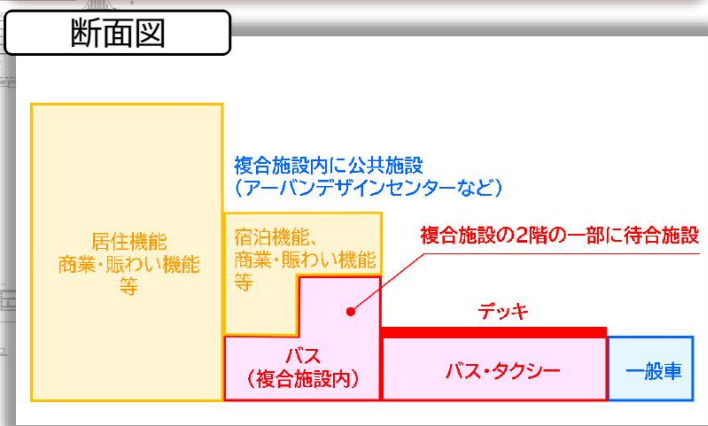 断面図
複合施設内に公共施設
（アーバンデザインセンターなど）
居住機能
商業・賑わい機能
等
宿泊機能、
商業・賑わい機能
等
複合施設の2階の一部に待合施設
デッキ
バス
（複合施設内）
バス・タクシー
一般車